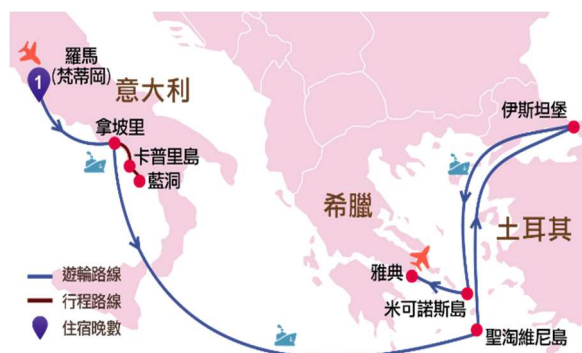 羅馬
(梵蒂岡)
1
意大利
拿坡里
卡普里島
藍洞
伊斯坦堡
希臘
土耳其
雅典
米可諾斯島
聖淘維尼島
遊輪路線
行程路線
住宿晚數